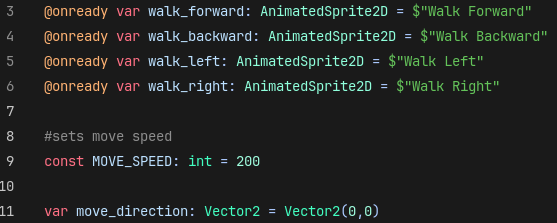 3 @onready var walk_forward: AnimatedSprite2D = $"Walk Forward"
4 @onready var walk_backward: AnimatedSprite2D = $"Walk Backward"
5 @onready var walk_left: AnimatedSprite2D = $"Walk Left"
6 @onready var walk_right: AnimatedSprite2D = $"Walk Right"
7
8 #sets move speed
9 const MOVE_SPEED: int = 200
10
11 var move_direction: Vector2 = Vector2(0,0)